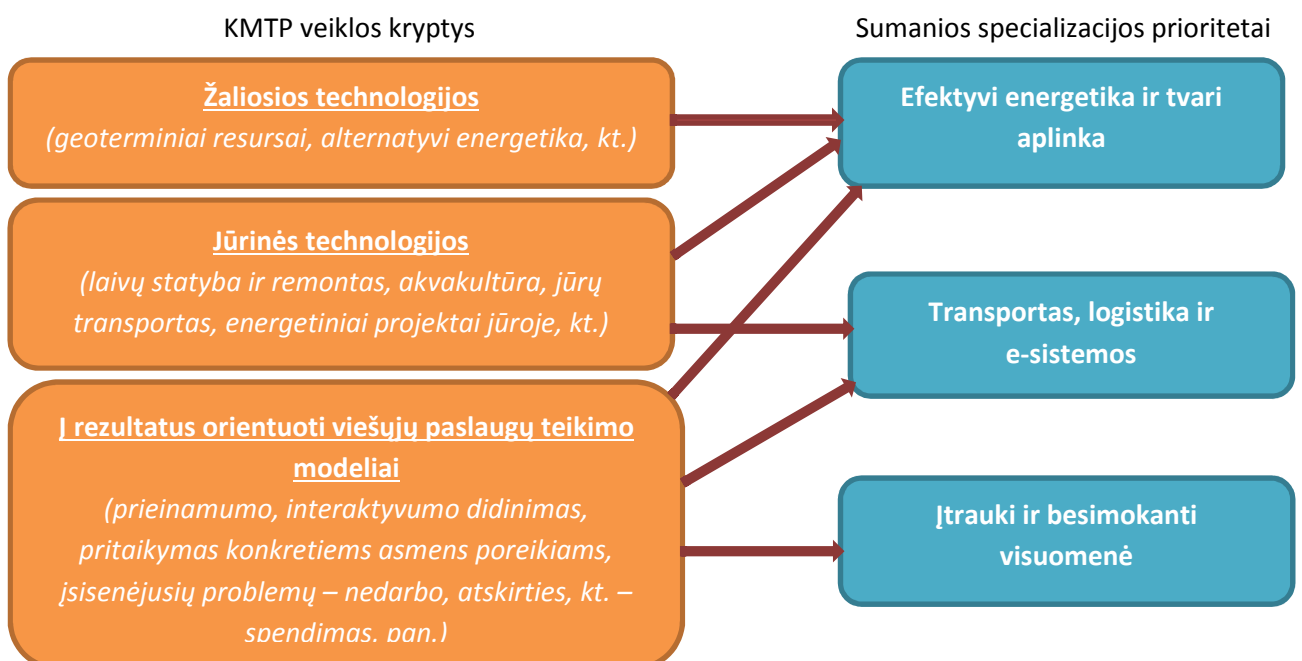 KMTP veiklos kryptys
Sumanios specializacijos prioritetai
Žaliosios technologijos
(geoterminiai resursai, alternatyvi energetika, kt.)
Jūrinės technologijos
(laivų statyba ir remontas, akvakultūra, jūrų
transportas, energetiniai projektai jūroje, kt.)
Į rezultatus orientuoti viešųjų paslaugų teikimo
modeliai
(prieinamumo, interaktyvumo didinimas,
pritaikymas konkretiems asmens poreikiams,
įsisenėjusių problemų – nedarbo, atskirties, kt. –
sprendimas, pan.)
Efektyvi energetika ir tvari
aplinka
Transportas, logistika ir
e-sistemos
Įtrauki ir besimokanti
visuomenė